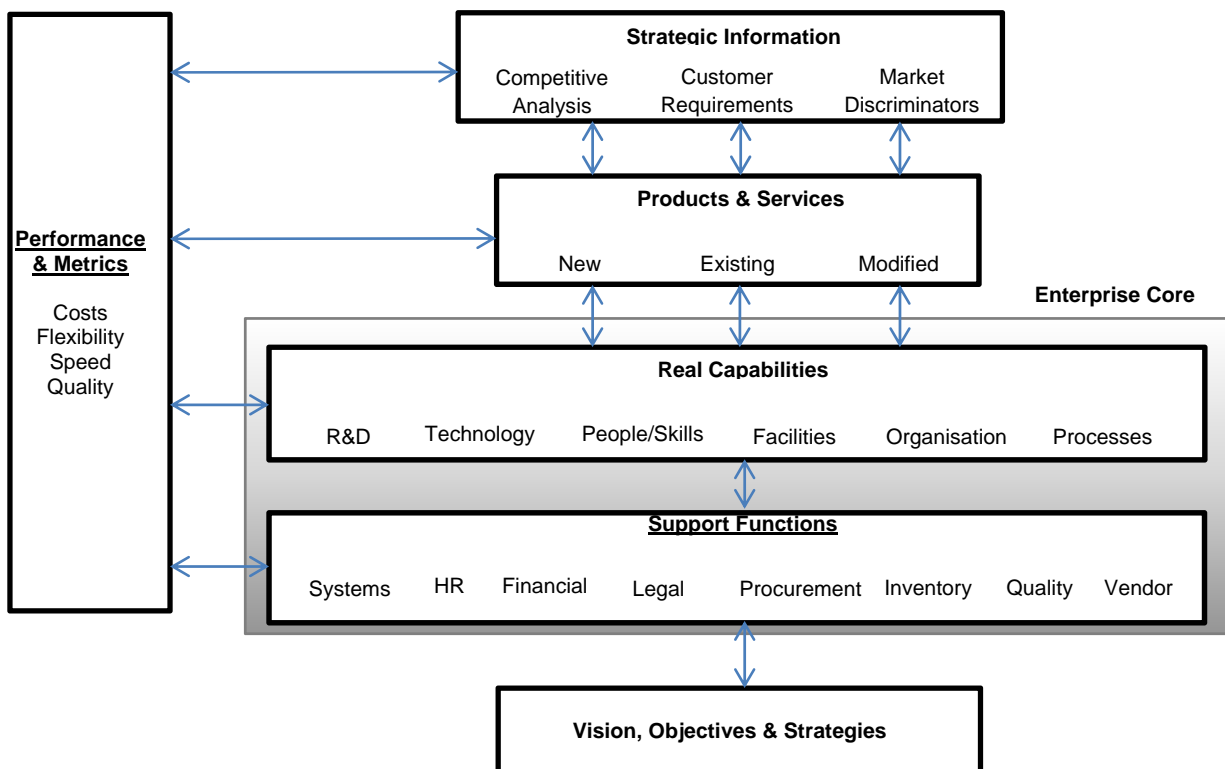 Strategic Information
Competitive Analysis
Customer Requirements
Market Discriminators
Products & Services
New Existing Modified
Performance
& Metrics
Costs
Flexibility
Speed
Quality
Enterprise Core
Real Capabilities
R&D Technology People/Skills Facilities Organisation Processes
Support Functions
Systems HR Financial Legal Procurement Inventory Quality Vendor
Vision, Objectives & Strategies